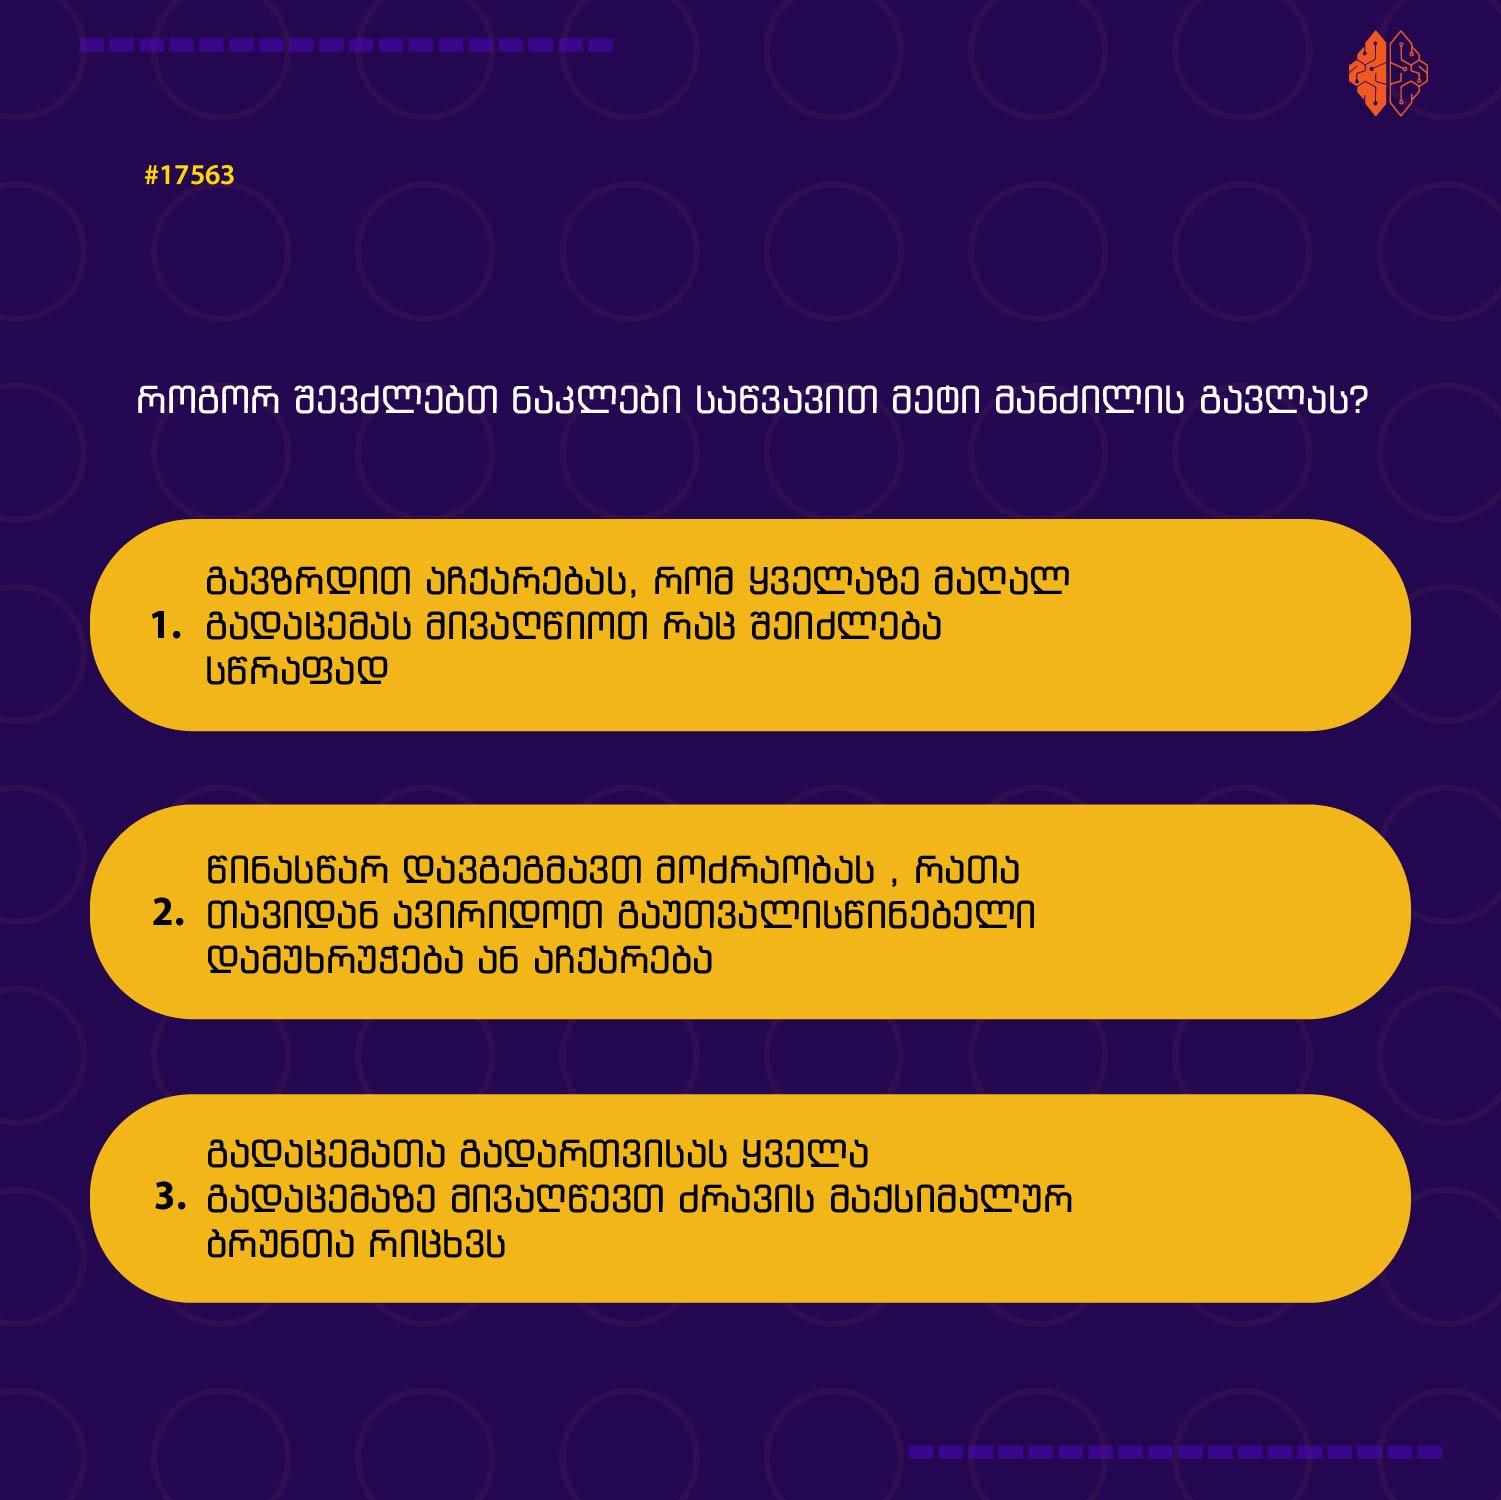 #17563
როგორ შევძლებთ ნაკლები საწვავით მეტი მანძილის გავლას?
გავზრდით აჩქარებას, რომ ყველაზე მაღალ
1. გადაცემას მივაღწიოთ რაც შეიძლება
სწრაფად
წინასწარ დავგეგმავთ მოძრაობას , რათა
2. თავიდან ავირიდოთ გაუთვალისწინებელი
დამუხრუჭება ან აჩქარება
გადაცემათა გადართვისას ყველა
3. გადაცემაზე მივაღწევთ ძრავის მაქსიმალურ
ბრუნთა რიცხვს